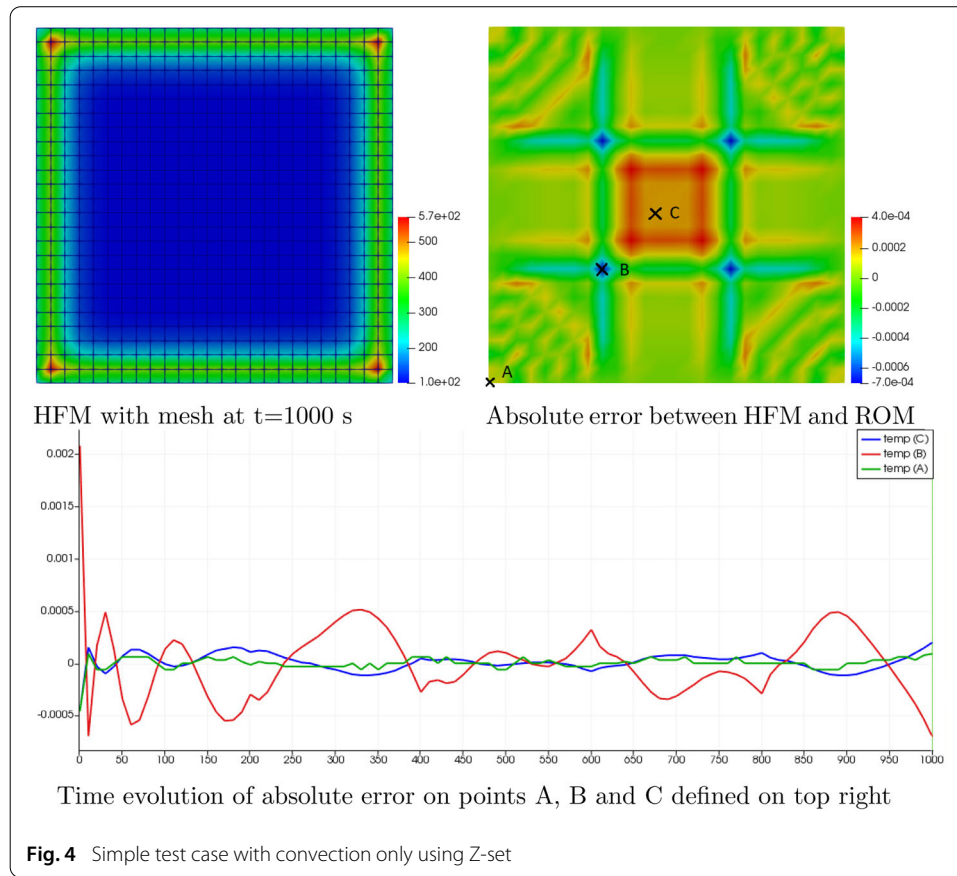 5.7e+02
500
400
300
200
1.0e+02
4.0e-04
0.0002
0
-0.0002
-0.0004
-0.0006
-7.0e-04
C
B
A
HFM with mesh at t=1000 s
Absolute error between HFM and ROM
temp (C)
temp (B)
temp (A)
0.002
0.0015
0.001
0.0005
0
-0.0005
0 50 100 150 200 250 300 350 400 450 500 550 600 650 700 750 800 850 900 950 1000
Time evolution of absolute error on points A, B and C defined on top right
Fig. 4 Simple test case with convection only using Z-set